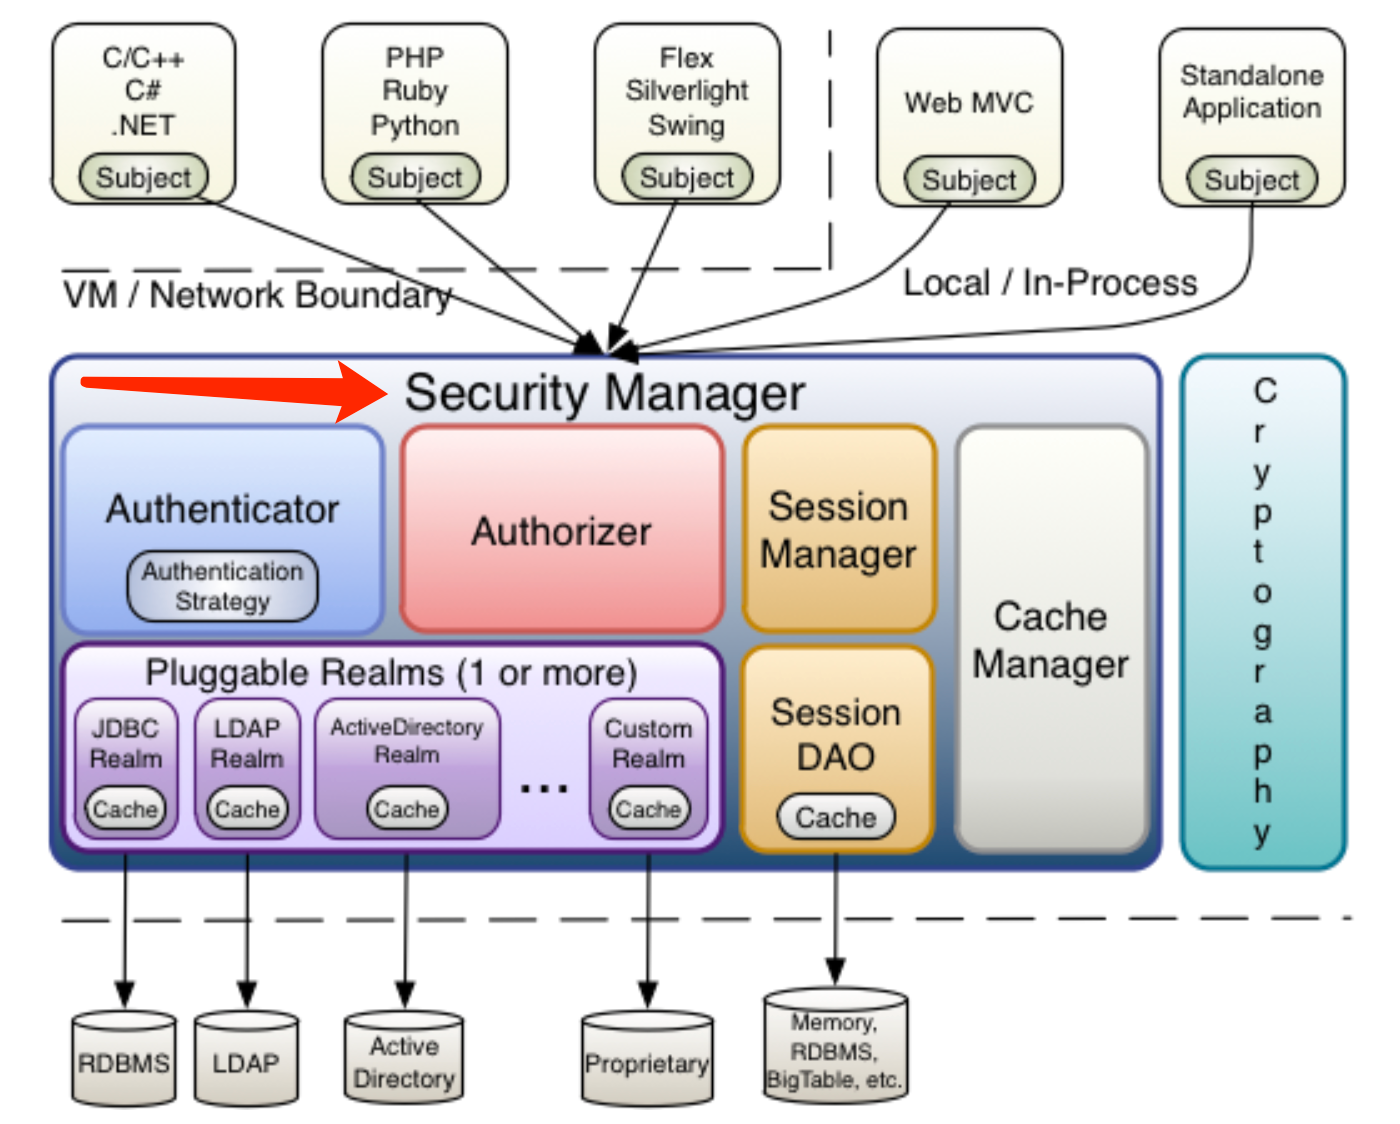 C/C++
C#
.NET
Subject
PHP
Ruby
Python
Subject
Flex
Silverlight
Swing
Subject
Web MVC
Subject
Standalone
Application
Subject
VM / Network Boundary
Local / In-Process
Security Manager
Authenticator
Authentication
Strategy
Authorizer
Session
Manager
Cache
Manager
Cryptography
Pluggable Realms (1 or more)
JDBC
Realm
Cache
LDAP
Realm
Cache
ActiveDirectory
Realm
Cache
...
Custom
Realm
Cache
Session
DAO
Cache
RDBMS
LDAP
Active
Directory
Proprietary
Memory,
RDBMS,
BigTable, etc.